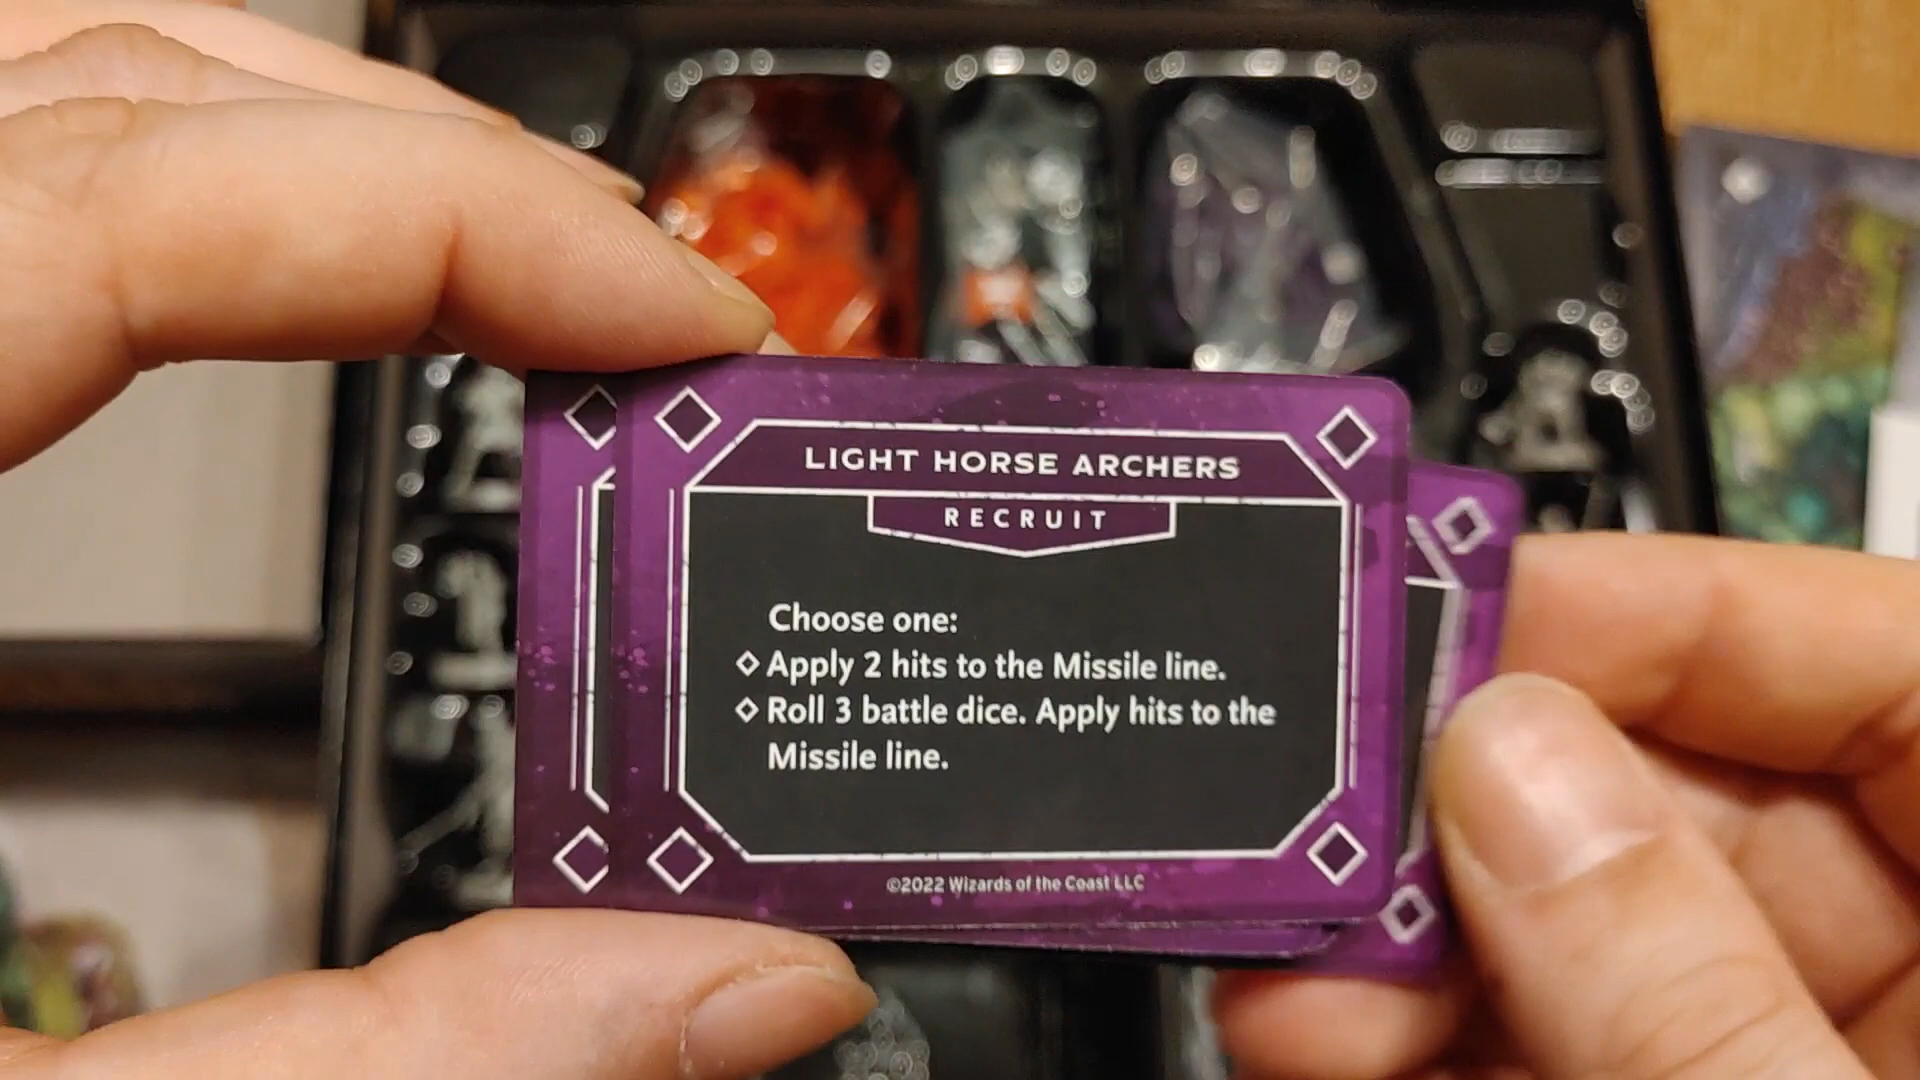 LIGHT HORSE ARCHERS
RECRUIT
Choose one:
◇ Apply 2 hits to the Missile line.
◇ Roll 3 battle dice. Apply hits to the
Missile line.
©2022 Wizards of the Coast LLC